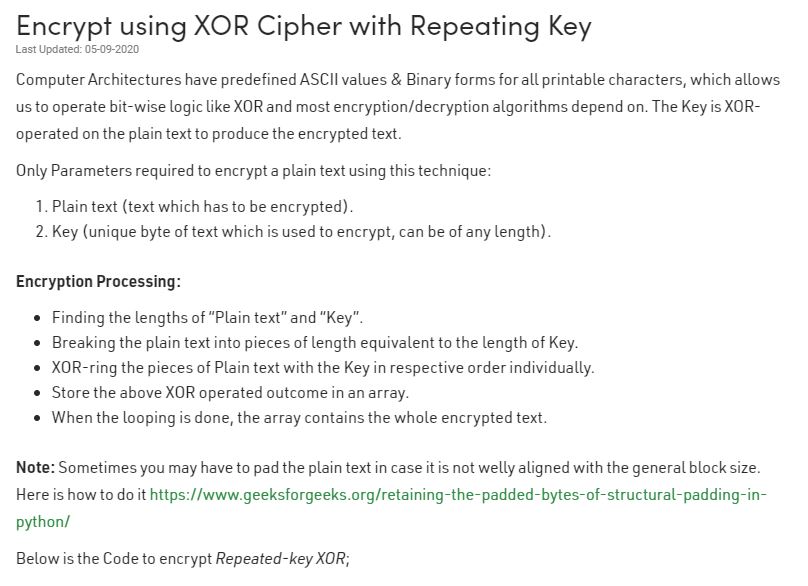 Encrypt using XOR Cipher with Repeating Key
Last Updated: 05-09-2020
Computer Architectures have predefined ASCII values & Binary forms for all printable characters, which allows
us to operate bit-wise logic like XOR and most encryption/decryption algorithms depend on. The Key is XOR-
operated on the plain text to produce the encrypted text.
Only Parameters required to encrypt a plain text using this technique:
1. Plain text (text which has to be encrypted).
2. Key (unique byte of text which is used to encrypt, can be of any length).
Encryption Processing:
• Finding the lengths of “Plain text” and “Key”.
• Breaking the plain text into pieces of length equivalent to the length of Key.
• XOR-ring the pieces of Plain text with the Key in respective order individually.
• Store the above XOR operated outcome in an array.
• When the looping is done, the array contains the whole encrypted text.
Note: Sometimes you may have to pad the plain text in case it is not welly aligned with the general block size.
Here is how to do it https://www.geeksforgeeks.org/retaining-the-padded-bytes-of-structural-padding-in-
python/
Below is the Code to encrypt Repeated-key XOR;